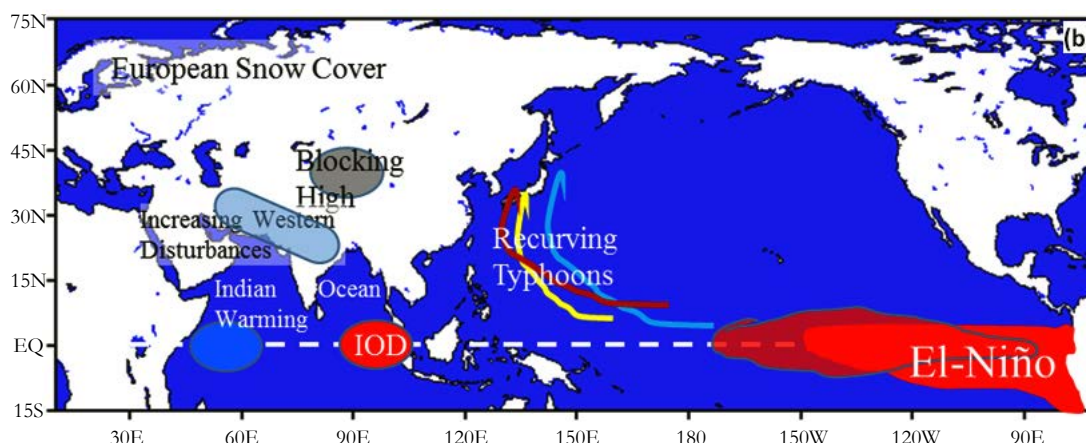 75N
(b
European Snow Cover
60N
45N
Blocking
High
30N
Increasing Western
Disturbances
Recurving
Typhoons
15N
Indian Ocean
Warming
EQ
IOD
El-Niño
15S
30E 60E 90E 120E 150E 180 150W 120W 90E